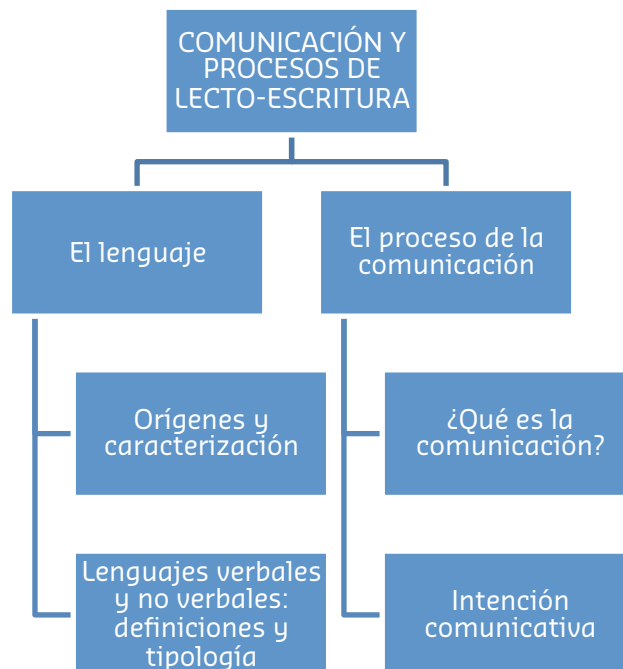 COMUNICACIÓN Y
PROCESOS DE
LECTO-ESCRITURA
El lenguaje
El proceso de la
comunicación
Orígenes y
caracterización
¿Qué es la
comunicación?
Lenguajes verbales
y no verbales:
definiciones y
tipología
Intención
comunicativa